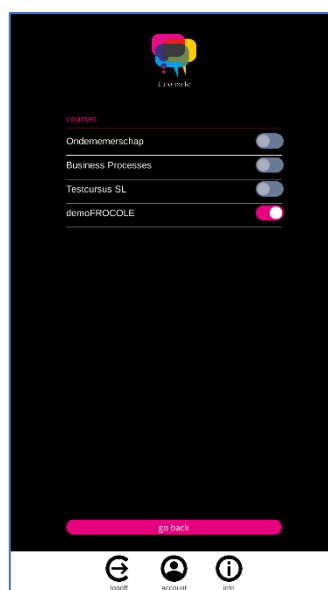 courses
Ondernemerschap
Business Processes
Testcursus SL
demoFROCOLE
go back
logoff account info